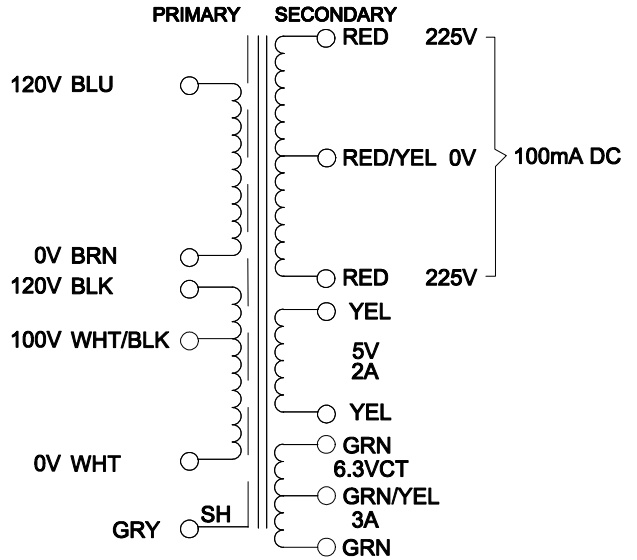 PRIMARY SECONDARY
RED 225V
120V BLU
RED/YEL 0V 100mA DC
0V BRN
RED 225V
120V BLK
YEL
100V WHT/BLK
5V
2A
YEL
GRN
0V WHT
6.3VCT
GRN/YEL
SH
3A
GRY
GRN